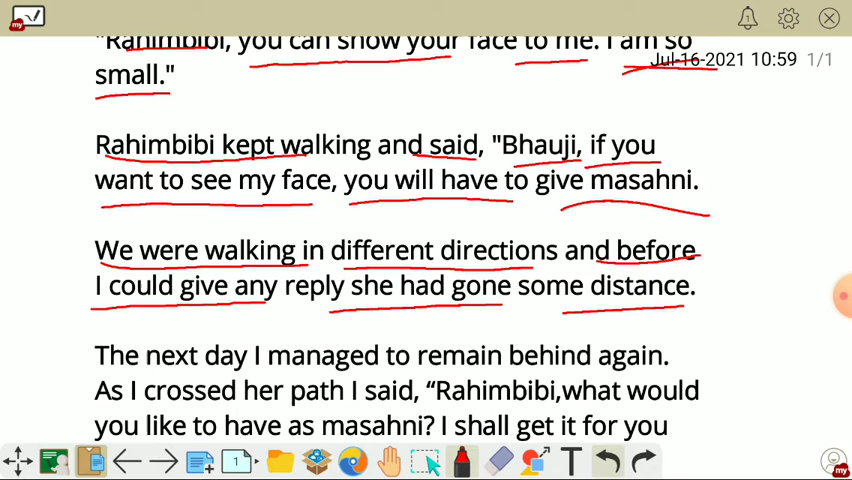 "Rahimbibi, you can show your face to me. I am so
Jul-16-2021 10:59 1/1
small."
Rahimbibi kept walking and said, "Bhauji, if you
want to see my face, you will have to give masahni.
We were walking in different directions and before
I could give any reply she had gone some distance.
The next day I managed to remain behind again.
As I crossed her path I said, “Rahimbibi,what would
you like to have as masahni? I shall get it for you
my
1
1
T
my